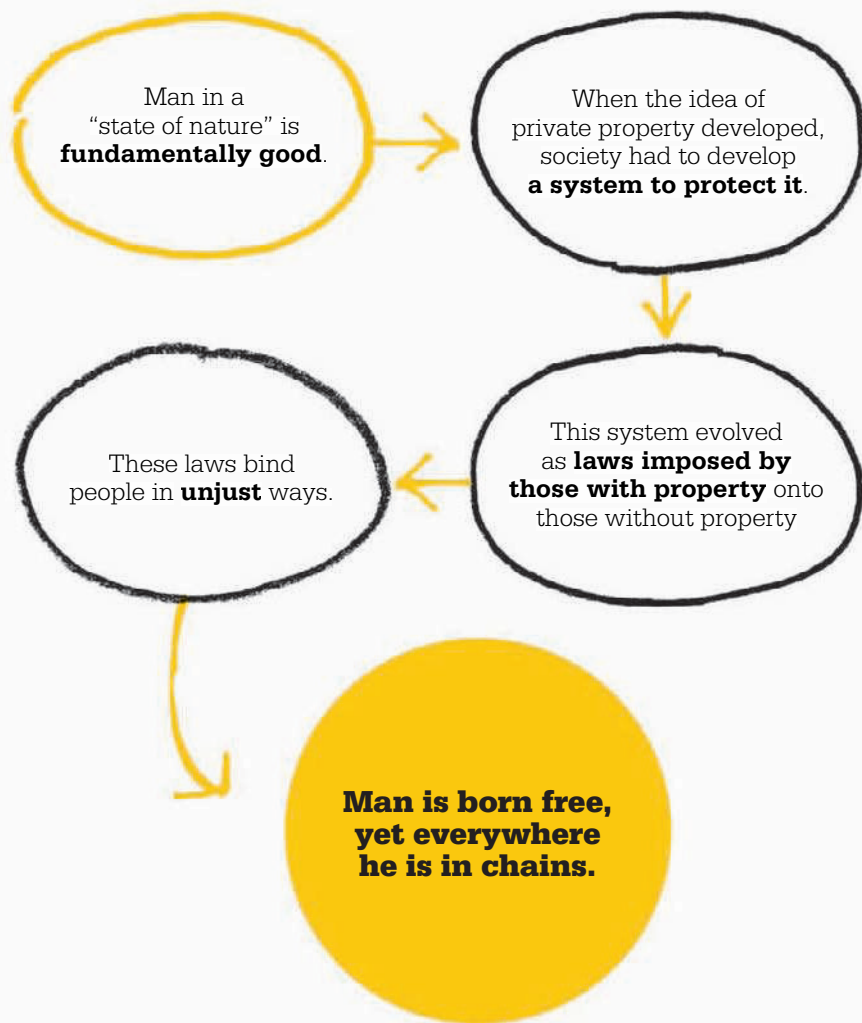 Man in a
“state of nature” is
fundamentally good.
When the idea of
private property developed,
society had to develop
a system to protect it.
This system evolved
as laws imposed by
those with property onto
those without property
These laws bind
people in unjust ways.
Man is born free,
yet everywhere
he is in chains.